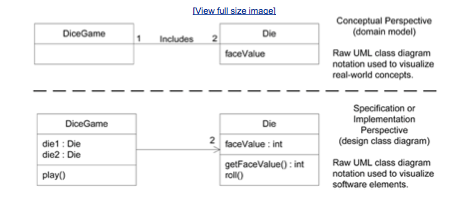 [View full size image]
DiceGame
1 Includes 2
Die
faceValue
Conceptual Perspective
(domain model)
Raw UML class diagram
notation used to visualize
real-world concepts.
DiceGame
die1 : Die
die2 : Die
play()
2
Die
faceValue : int
getFaceValue() : int
roll()
Specification or
Implementation
Perspective
(design class diagram)
Raw UML class diagram
notation used to visualize
software elements.